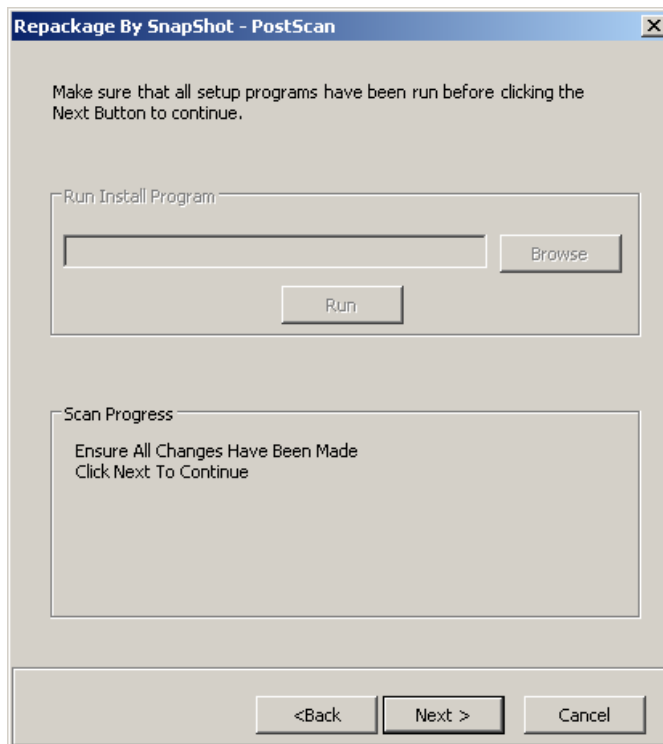 Repackage By SnapShot - PostScan
Make sure that all setup programs have been run before clicking the
Next Button to continue.
Run Install Program
Browse
Run
Scan Progress
Ensure All Changes Have Been Made
Click Next To Continue
<Back
Next >
Cancel